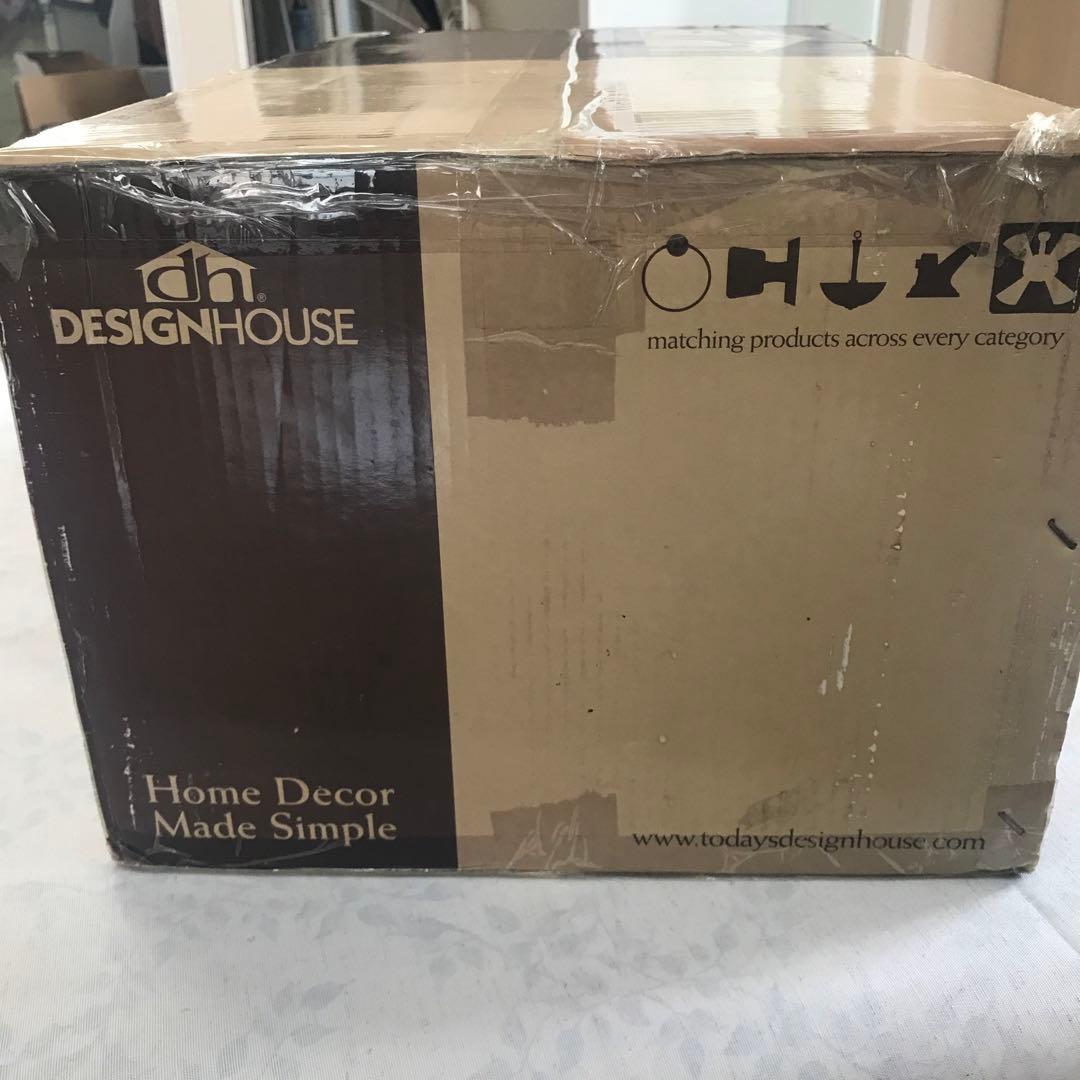 dh®
DESIGNHOUSE
matching products across every category
Home Decor
Made Simple
www.todaysdesignhouse.com